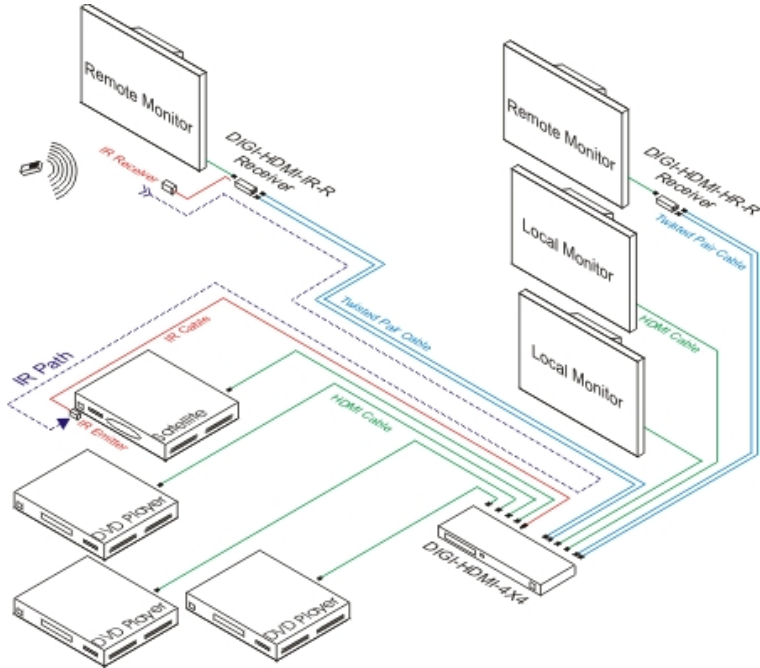 Remote Monitor
IR Receiver
DIGI-HDMI-IR-R
Receiver
Remote Monitor
DIGI-HDMI-HR-R
Receiver
Twisted Pair Cable
Local Monitor
HDMI Cable
Local Monitor
Twisted Pair Cable
IR Cable
IR Path
Satellite
IR Emitter
HDMI Cable
DVD Player
DVD Player
DVD Player
DIGI-HDMI-4X4